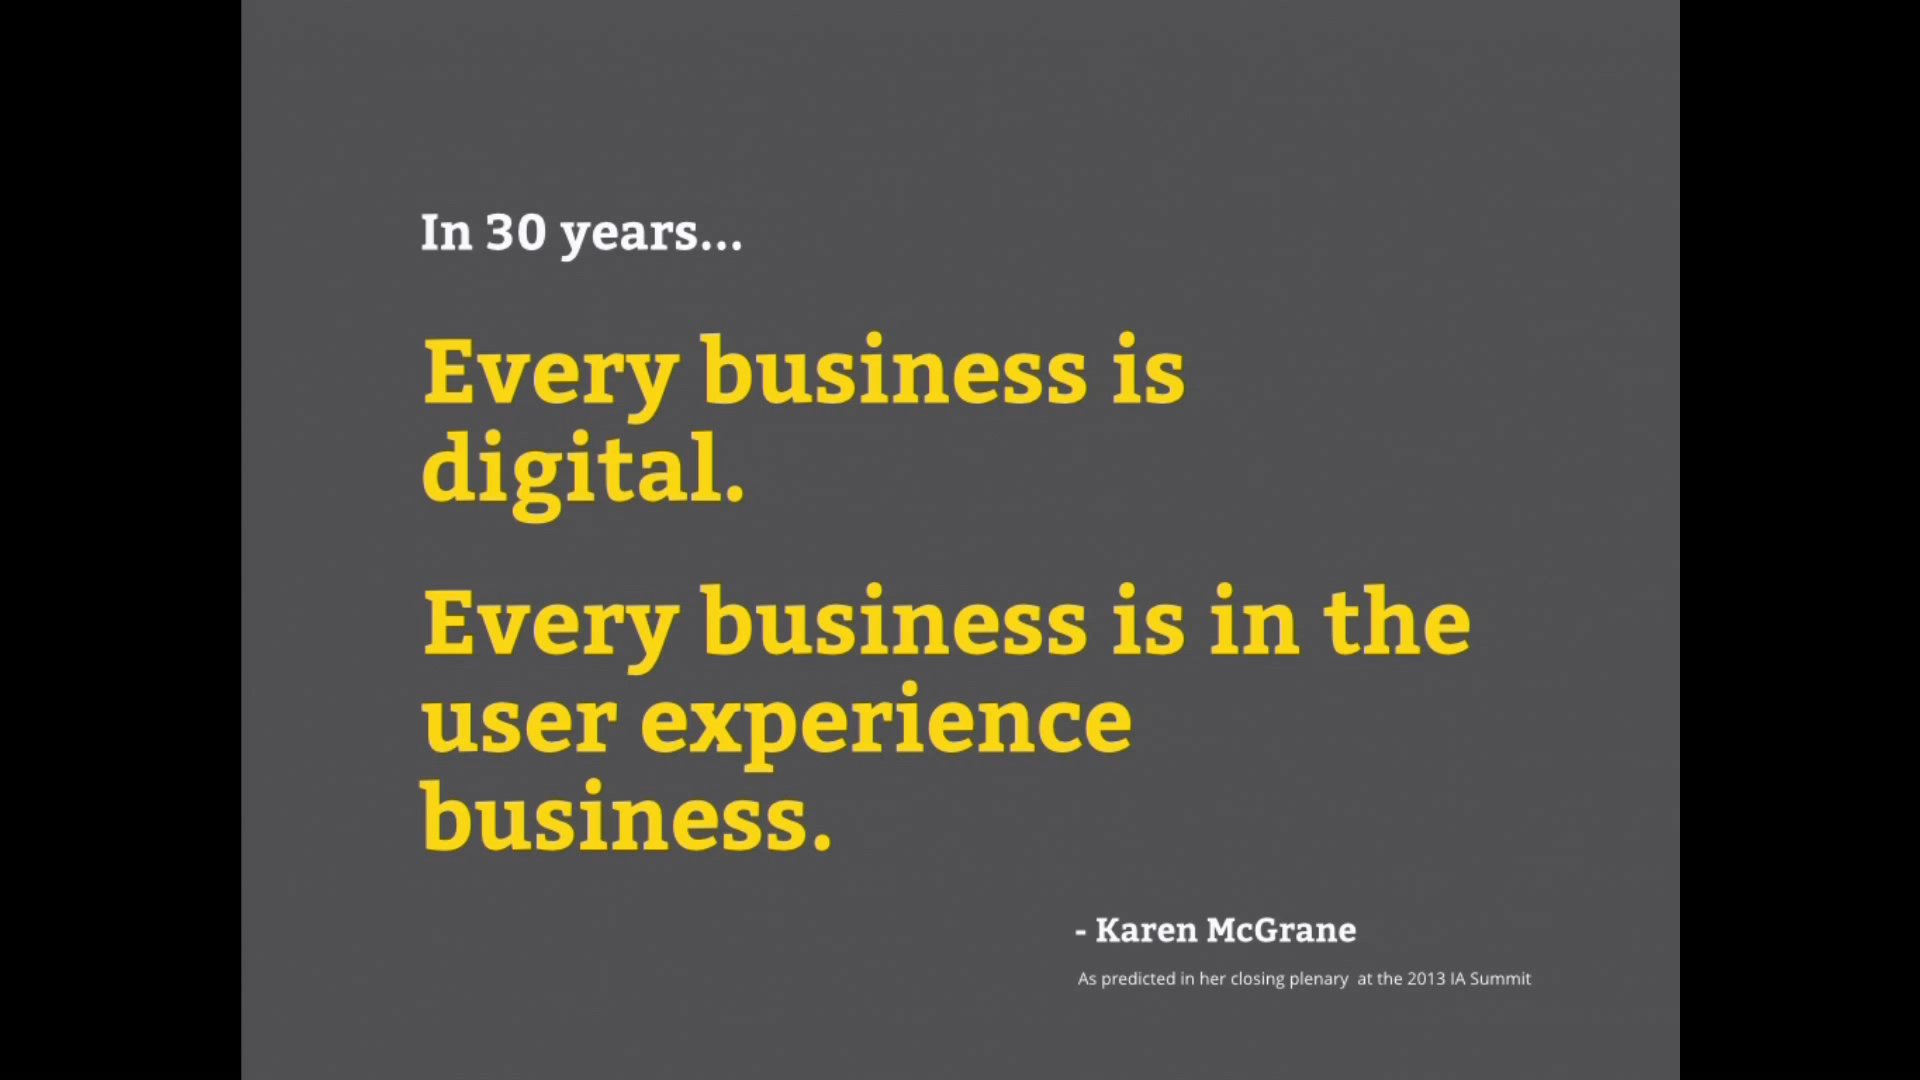 In 30 years...
Every business is
digital.
Every business is in the
user experience
business.
- Karen McGrane
As predicted in her closing plenary at the 2013 IA Summit